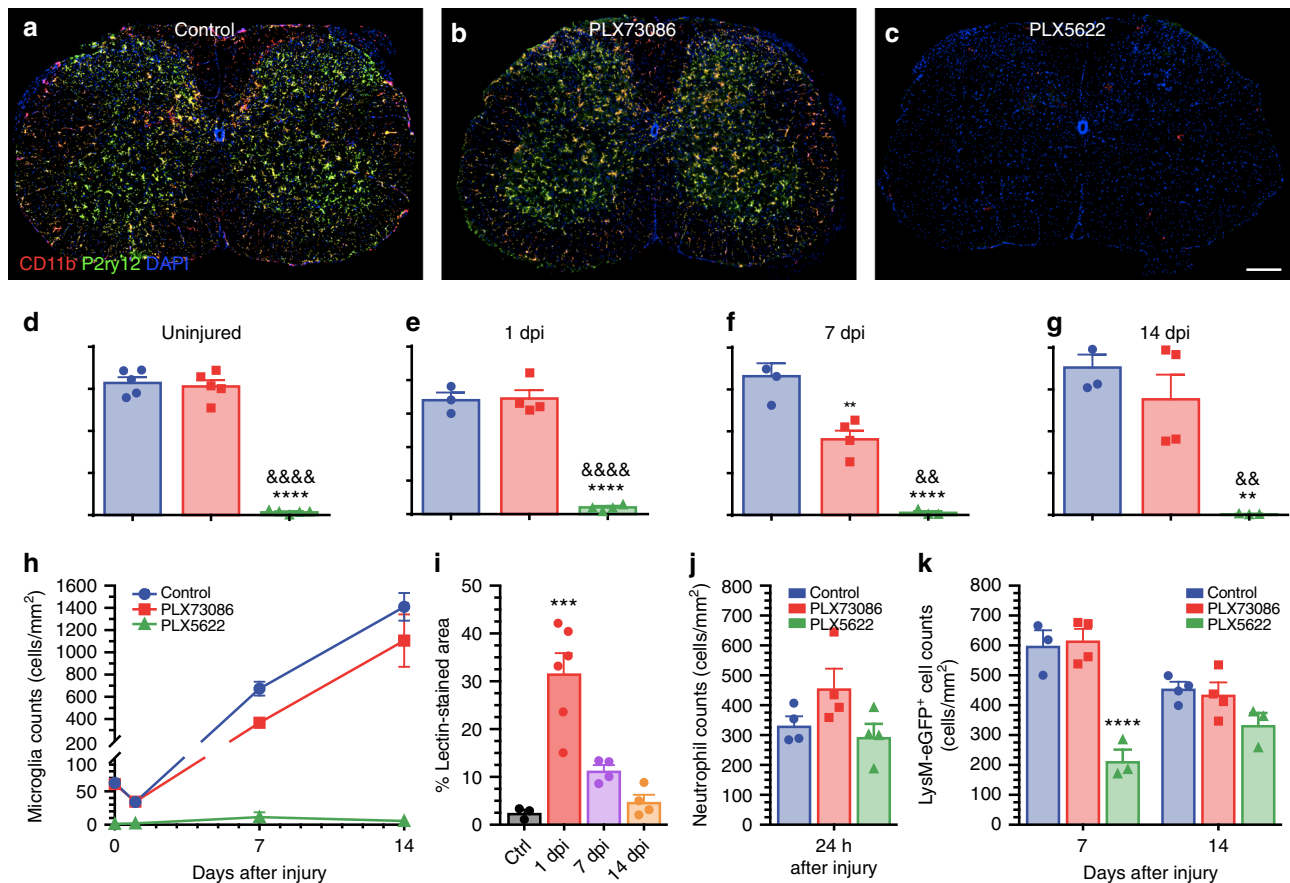 a
Control
CD11b P2ry12 DAPI
b
PLX73086
c
PLX5622
d
Uninjured
&&&&
****
e
1 dpi
&&&&
****
f
7 dpi
**
&&
****
g
14 dpi
&&
**
h
Microglia counts (cells/mm²)
1600
1400
1200
1000
800
600
400
200
100
50
0
Control
PLX73086
PLX5622
0
7
14
Days after injury
i
% Lectin-stained area
50
40
30
20
10
0
***
Ctrl
1 dpi
7 dpi
14 dpi
j
Neutrophil counts (cells/mm²)
800
700
600
500
400
300
200
100
0
Control
PLX73086
PLX5622
24 h
after injury
k
LysM-eGFP⁺ cell counts
(cells/mm²)
800
600
400
200
0
Control
PLX73086
PLX5622
****
7
14
Days after injury